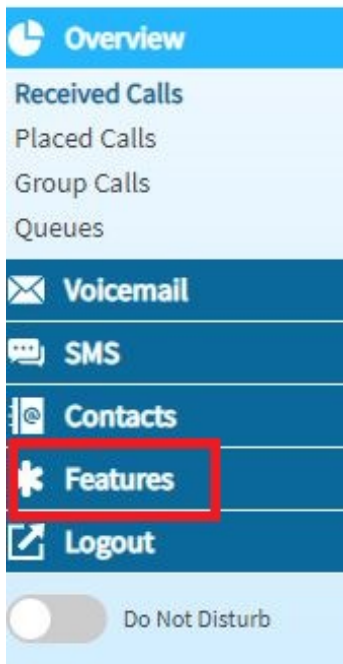 Overview
Received Calls
Placed Calls
Group Calls
Queues
Voicemail
SMS
Contacts
Features
Logout
Do Not Disturb